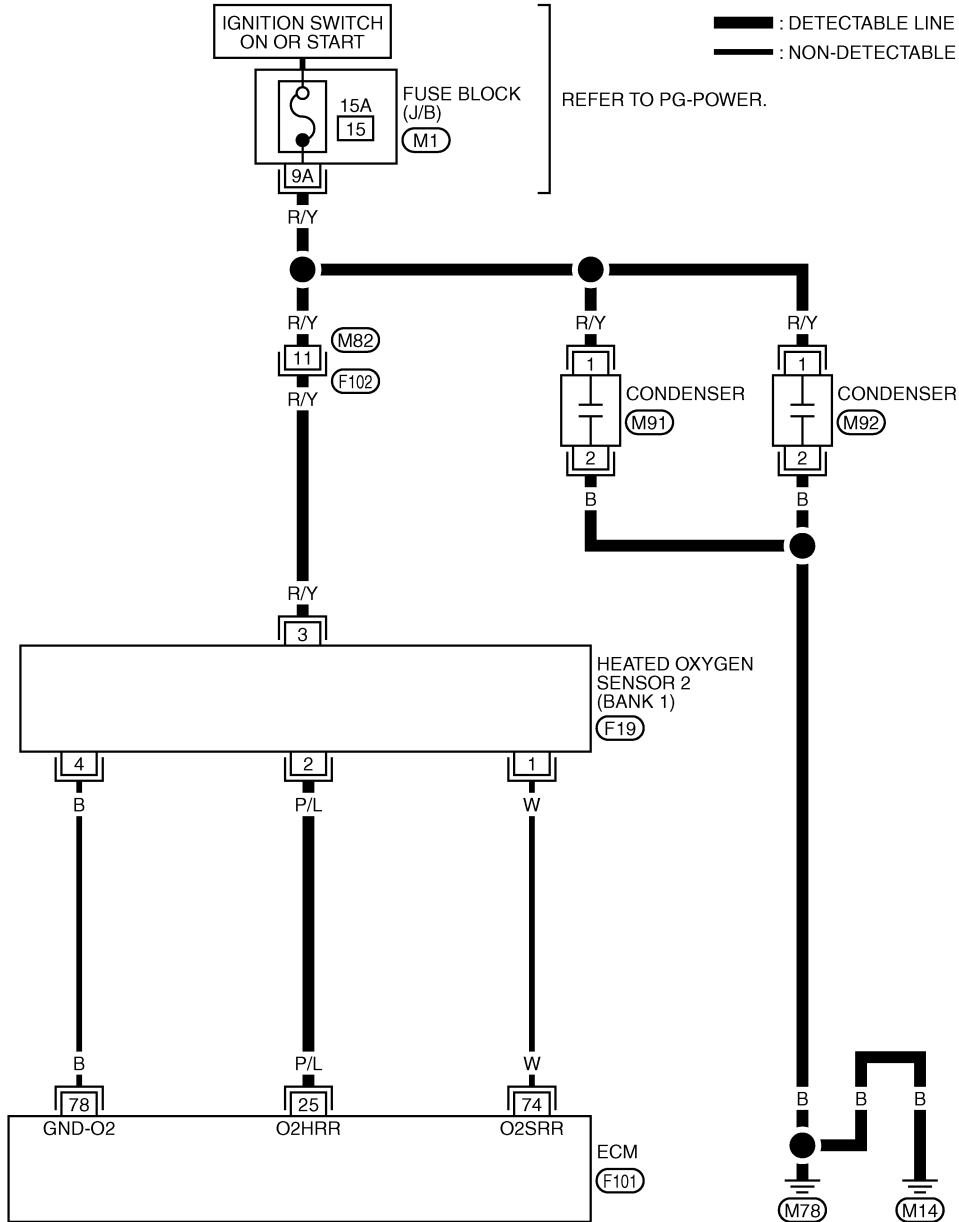 IGNITION SWITCH
ON OR START
: DETECTABLE LINE
: NON-DETECTABLE
FUSE BLOCK
(J/B)
M1
15A
15
REFER TO PG-POWER.
9A
R/Y
R/Y
R/Y
R/Y
M82
11
F102
R/Y
1
1
CONDENSER
M91
CONDENSER
M92
2
2
B
B
R/Y
3
HEATED OXYGEN
SENSOR 2
(BANK 1)
F19
4
2
1
B
P/L
W
B
P/L
W
78
25
74
GND-O2
O2HRR
O2SRR
ECM
F101
B
B
B
M78
M14